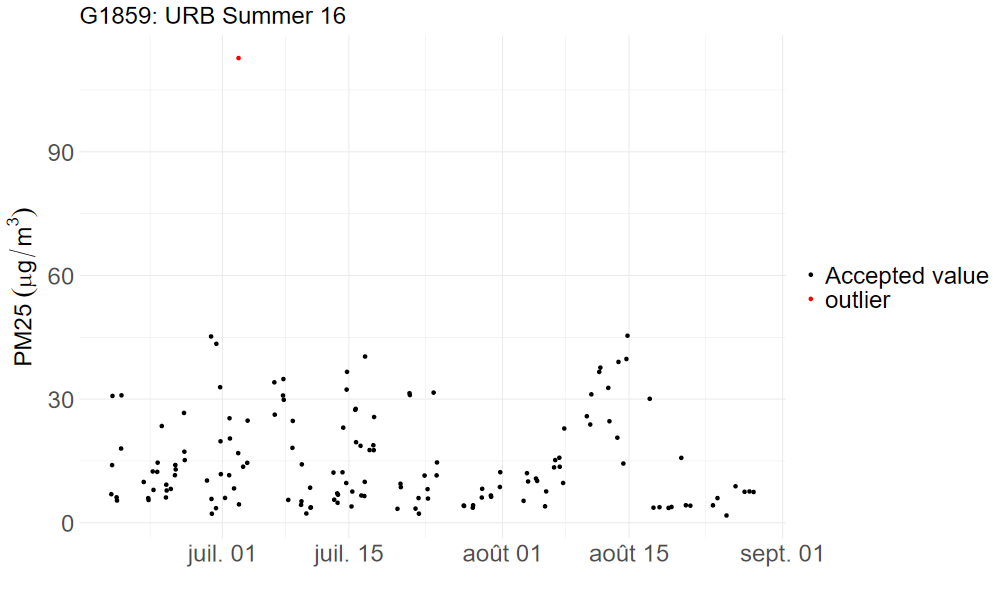 G1859: URB Summer 16
PM25 (μg/m³)
90
60
30
0
juil. 01 juil. 15 août 01 août 15 sept. 01
Accepted value
outlier